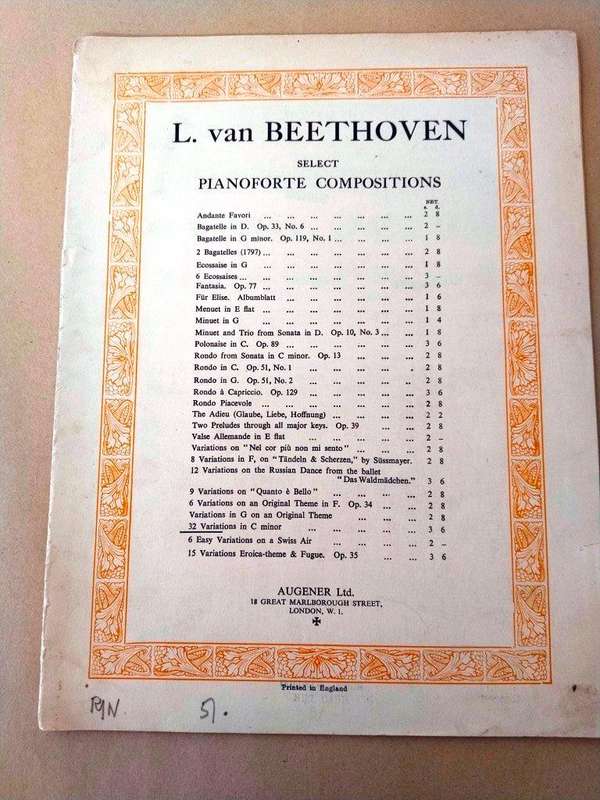 L. van BEETHOVEN
SELECT
PIANOFORTE COMPOSITIONS
NET
s. d.
Andante Favori ... ... ... ... ... ... ... 2 8
Bagatelle in D. Op. 33, No. 6 ... ... ... ... ... 2 –
Bagatelle in G minor. Op. 119, No. 1 ... ... ... ... 1 8
2 Bagatelles (1797) ... ... ... ... ... ... ... 2 8
Ecossaise in G ... ... ... ... ... ... ... 1 8
6 Ecossaises ... ... ... ... ... ... ... ... 3 –
Fantasia. Op. 77 ... ... ... ... ... ... ... 3 6
Für Elise. Albumblatt ... ... ... ... ... ... 1 6
Menuet in E flat ... ... ... ... ... ... ... 1 8
Minuet in G ... ... ... ... ... ... ... 1 4
Minuet and Trio from Sonata in D. Op. 10, No. 3 ... ... 1 8
Polonaise in C. Op. 89 ... ... ... ... ... ... 3 6
Rondo from Sonata in C minor. Op. 13 ... ... ... 2 8
Rondo in C. Op. 51, No. 1 ... ... ... ... . 2 8
Rondo in G. Op. 51, No. 2 ... ... ... ... .. 2 8
Rondo à Capriccio. Op. 129 ... ... ... ... ... 3 6
Rondo Piacevole ... ... ... ... ... ... ... 2 8
The Adieu (Glaube, Liebe, Hoffnung) ... ... ... ... 2 2
Two Preludes through all major keys. Op. 39 ... ... 2 8
Valse Allemande in E flat ... ... ... ... ... ... 2 –
Variations on "Nel cor più non mi sento" ... ... ... 2 8
8 Variations in F, on "Tändeln & Scherzen," by Süssmayer. 2 8
12 Variations on the Russian Dance from the ballet
"Das Waldmädchen." 3 6
9 Variations on "Quanto è Bello" ... ... ... ... 2 8
6 Variations on an Original Theme in F. Op. 34 ... ... 2 8
Variations in G on an Original Theme ... ... ... 2 8
32 Variations in C minor ... ... ... ... ... 3 6
6 Easy Variations on a Swiss Air ... ... ... ... 2 –
15 Variations Eroica-theme & Fugue. Op. 35 ... ... 3 6
AUGENER Ltd.
18 GREAT MARLBOROUGH STREET,
LONDON, W. 1.
Printed in England
5/.